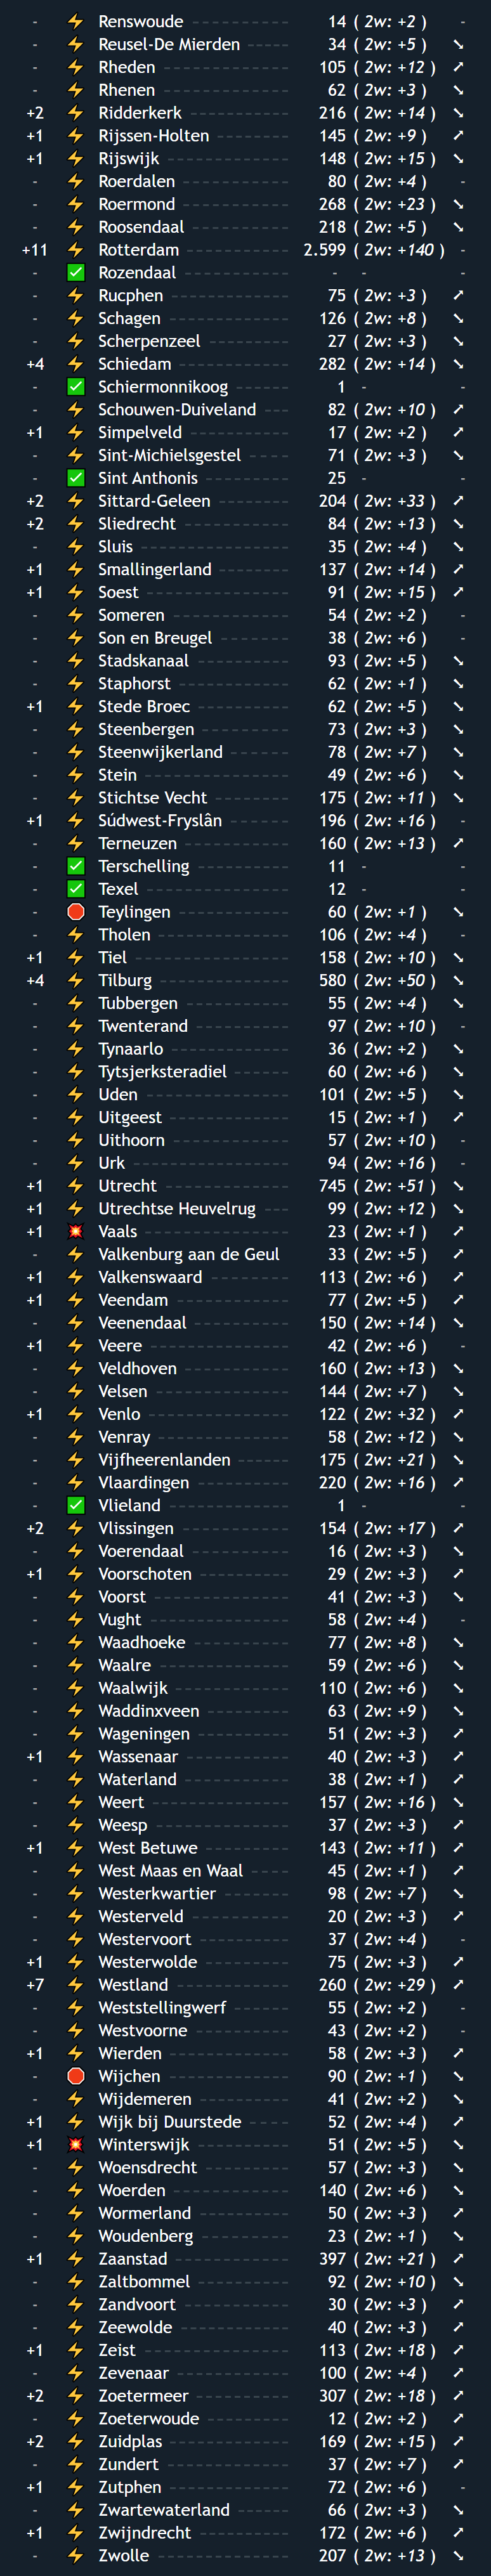 - ⚡ Renswoude ------------ 14 ( 2w: +2 ) -
- ⚡ Reusel-De Mierden ------ 34 ( 2w: +5 ) ➘
- ⚡ Rheden --------------- 105 ( 2w: +12 ) ➚
- ⚡ Rhenen --------------- 62 ( 2w: +3 ) ➘
+2 ⚡ Ridderkerk ------------ 216 ( 2w: +14 ) ➘
+1 ⚡ Rijssen-Holten --------- 145 ( 2w: +9 ) ➚
+1 ⚡ Rijswijk --------------- 148 ( 2w: +15 ) ➘
- ⚡ Roerdalen ------------- 80 ( 2w: +4 ) -
- ⚡ Roermond ------------- 268 ( 2w: +23 ) ➘
- ⚡ Roosendaal ------------ 218 ( 2w: +5 ) ➘
+11 ⚡ Rotterdam ------------ 2.599 ( 2w: +140 ) -
- ✅ Rozendaal ------------- - - -
- ⚡ Rucphen -------------- 75 ( 2w: +3 ) ➚
- ⚡ Schagen --------------- 126 ( 2w: +8 ) ➘
- ⚡ Scherpenzeel ---------- 27 ( 2w: +3 ) ➘
+4 ⚡ Schiedam -------------- 282 ( 2w: +14 ) ➘
- ✅ Schiermonnikoog ------- 1 - -
- ⚡ Schouwen-Duiveland ---- 82 ( 2w: +10 ) ➚
+1 ⚡ Simpelveld ------------ 17 ( 2w: +2 ) ➚
- ⚡ Sint-Michielsgestel ----- 71 ( 2w: +3 ) ➘
- ✅ Sint Anthonis ----------- 25 - -
+2 ⚡ Sittard-Geleen --------- 204 ( 2w: +33 ) ➚
+2 ⚡ Sliedrecht ------------- 84 ( 2w: +13 ) ➘
- ⚡ Sluis ------------------ 35 ( 2w: +4 ) ➘
+1 ⚡ Smallingerland -------- 137 ( 2w: +14 ) ➚
+1 ⚡ Soest ----------------- 91 ( 2w: +15 ) ➚
- ⚡ Someren -------------- 54 ( 2w: +2 ) -
- ⚡ Son en Breugel --------- 38 ( 2w: +6 ) -
- ⚡ Stadskanaal ----------- 93 ( 2w: +5 ) ➘
- ⚡ Staphorst ------------- 62 ( 2w: +1 ) ➘
+1 ⚡ Stede Broec ----------- 62 ( 2w: +5 ) ➘
- ⚡ Steenbergen ----------- 73 ( 2w: +3 ) ➘
- ⚡ Steenwijkerland ------- 78 ( 2w: +7 ) ➘
- ⚡ Stein ------------------ 49 ( 2w: +6 ) ➘
- ⚡ Stichtse Vecht --------- 175 ( 2w: +11 ) ➘
+1 ⚡ Súdwest-Fryslân ------- 196 ( 2w: +16 ) -
- ⚡ Terneuzen ------------ 160 ( 2w: +13 ) ➚
- ✅ Terschelling ----------- 11 - -
- ✅ Texel ----------------- 12 - -
- 🛑 Teylingen ------------- 60 ( 2w: +1 ) ➘
- ⚡ Tholen --------------- 106 ( 2w: +4 ) -
+1 ⚡ Tiel ------------------- 158 ( 2w: +10 ) ➘
+4 ⚡ Tilburg --------------- 580 ( 2w: +50 ) ➘
- ⚡ Tubbergen ------------ 55 ( 2w: +4 ) ➘
- ⚡ Twenterand ----------- 97 ( 2w: +10 ) -
- ⚡ Tynaarlo -------------- 36 ( 2w: +2 ) ➘
- ⚡ Tytsjerksteradiel ------- 60 ( 2w: +6 ) ➘
- ⚡ Uden ----------------- 101 ( 2w: +5 ) ➘
- ⚡ Uitgeest -------------- 15 ( 2w: +1 ) ➚
- ⚡ Uithoorn -------------- 57 ( 2w: +10 ) -
- ⚡ Urk ------------------- 94 ( 2w: +16 ) -
+1 ⚡ Utrecht --------------- 745 ( 2w: +51 ) ➘
+1 ⚡ Utrechtse Heuvelrug --- 99 ( 2w: +12 ) ➘
+1 💥 Vaals ----------------- 23 ( 2w: +1 ) ➚
- ⚡ Valkenburg aan de Geul 33 ( 2w: +5 ) ➚
+1 ⚡ Valkenswaard --------- 113 ( 2w: +6 ) ➚
+1 ⚡ Veendam ------------- 77 ( 2w: +5 ) ➚
- ⚡ Veenendaal ----------- 150 ( 2w: +14 ) ➘
+1 ⚡ Veere ----------------- 42 ( 2w: +6 ) -
- ⚡ Veldhoven ------------ 160 ( 2w: +13 ) ➘
- ⚡ Velsen ---------------- 144 ( 2w: +7 ) ➘
+1 ⚡ Venlo ----------------- 122 ( 2w: +32 ) ➚
- ⚡ Venray ---------------- 58 ( 2w: +12 ) ➘
- ⚡ Vijfheerenlanden ------ 175 ( 2w: +21 ) ➘
- ⚡ Vlaardingen ----------- 220 ( 2w: +16 ) ➚
- ✅ Vlieland --------------- 1 - -
+2 ⚡ Vlissingen ------------ 154 ( 2w: +17 ) ➚
- ⚡ Voerendaal ----------- 16 ( 2w: +3 ) ➘
+1 ⚡ Voorschoten ---------- 29 ( 2w: +3 ) ➚
- ⚡ Voorst ---------------- 41 ( 2w: +3 ) ➘
- ⚡ Vught ---------------- 58 ( 2w: +4 ) -
- ⚡ Waadhoeke ----------- 77 ( 2w: +8 ) ➘
- ⚡ Waalre --------------- 59 ( 2w: +6 ) ➘
- ⚡ Waalwijk ------------- 110 ( 2w: +6 ) ➘
- ⚡ Waddinxveen --------- 63 ( 2w: +9 ) ➘
- ⚡ Wageningen ---------- 51 ( 2w: +3 ) ➚
+1 ⚡ Wassenaar ------------ 40 ( 2w: +3 ) ➚
- ⚡ Waterland ------------ 38 ( 2w: +1 ) ➚
- ⚡ Weert ---------------- 157 ( 2w: +16 ) ➘
- ⚡ Weesp ---------------- 37 ( 2w: +3 ) ➚
+1 ⚡ West Betuwe ---------- 143 ( 2w: +11 ) ➚
- ⚡ West Maas en Waal ----- 45 ( 2w: +1 ) ➚
- ⚡ Westerkwartier -------- 98 ( 2w: +7 ) ➘
- ⚡ Westerveld ----------- 20 ( 2w: +3 ) ➚
- ⚡ Westervoort ---------- 37 ( 2w: +4 ) -
+1 ⚡ Westerwolde ---------- 75 ( 2w: +3 ) ➚
+7 ⚡ Westland ------------- 260 ( 2w: +29 ) ➚
- ⚡ Weststellingwerf ------- 55 ( 2w: +2 ) -
- ⚡ Westvoorne ----------- 43 ( 2w: +2 ) -
+1 ⚡ Wierden -------------- 58 ( 2w: +3 ) ➚
- 🛑 Wijchen -------------- 90 ( 2w: +1 ) ➘
- ⚡ Wijdemeren ---------- 41 ( 2w: +2 ) ➘
+1 ⚡ Wijk bij Duurstede ---- 52 ( 2w: +4 ) ➚
+1 💥 Winterswijk ----------- 51 ( 2w: +5 ) ➘
- ⚡ Woensdrecht ---------- 57 ( 2w: +3 ) ➘
- ⚡ Woerden -------------- 140 ( 2w: +6 ) ➘
- ⚡ Wormerland ---------- 50 ( 2w: +3 ) ➚
- ⚡ Woudenberg ---------- 23 ( 2w: +1 ) ➘
+1 ⚡ Zaanstad ------------- 397 ( 2w: +21 ) ➚
- ⚡ Zaltbommel ----------- 92 ( 2w: +10 ) ➘
- ⚡ Zandvoort ------------ 30 ( 2w: +3 ) ➚
- ⚡ Zeewolde ------------- 40 ( 2w: +3 ) ➚
+1 ⚡ Zeist ------------------ 113 ( 2w: +18 ) ➚
- ⚡ Zevenaar ------------- 100 ( 2w: +4 ) ➚
+2 ⚡ Zoetermeer ----------- 307 ( 2w: +18 ) ➚
- ⚡ Zoeterwoude ---------- 12 ( 2w: +2 ) ➚
+2 ⚡ Zuidplas -------------- 169 ( 2w: +15 ) ➚
- ⚡ Zundert -------------- 37 ( 2w: +7 ) ➚
+1 ⚡ Zutphen -------------- 72 ( 2w: +6 ) -
- ⚡ Zwartewaterland ------ 66 ( 2w: +3 ) ➘
+1 ⚡ Zwijndrecht ----------- 172 ( 2w: +6 ) ➚
- ⚡ Zwolle ---------------- 207 ( 2w: +13 ) ➘